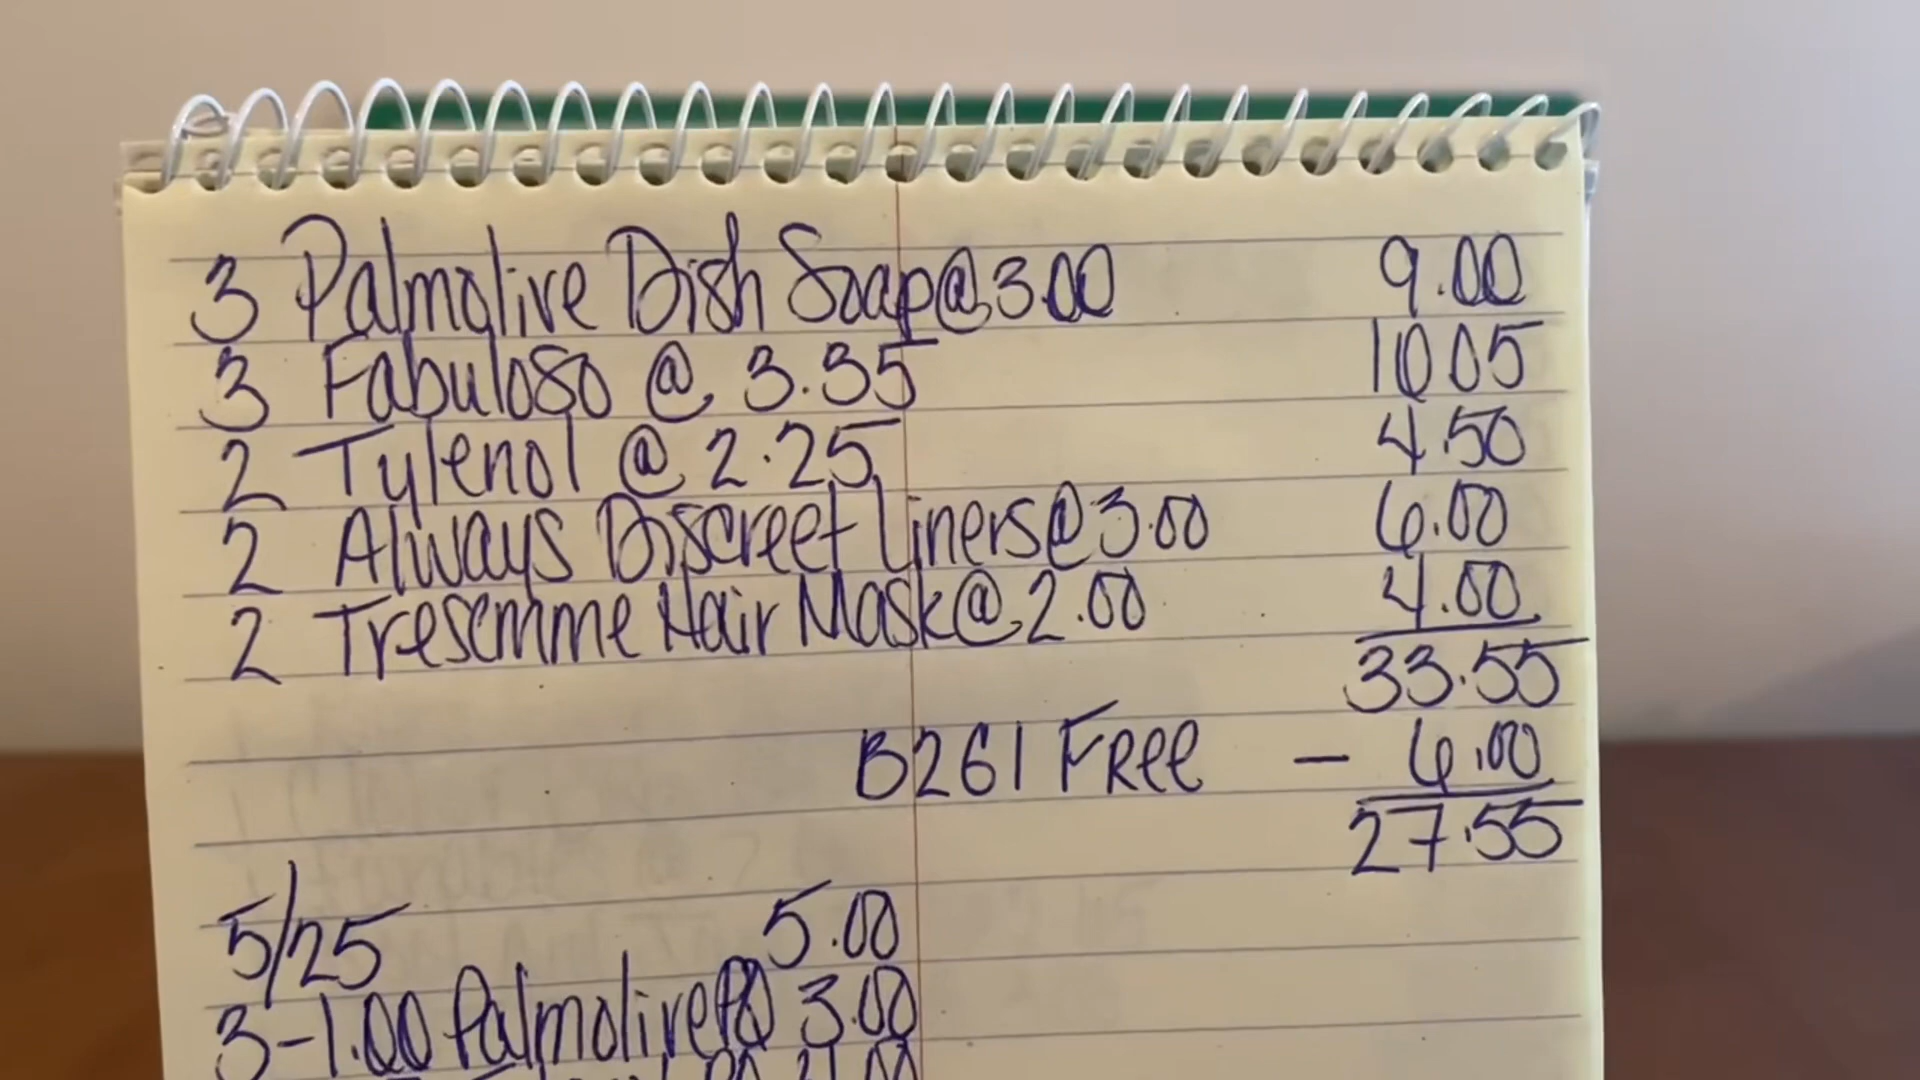 3 Palmolive Dish Soap @ 3.00 9.00
3 Fabuloso @ 3.35 10.05
2 Tylenol @ 2.25 4.50
2 Always Discreet Liners @ 3.00 6.00
2 Tresemme Hair Mask @ 2.00 4.00
33.55
B2G1 Free - 6.00
27.55
5/25 5.00
3-1.00 Palmolive PQ 3.00